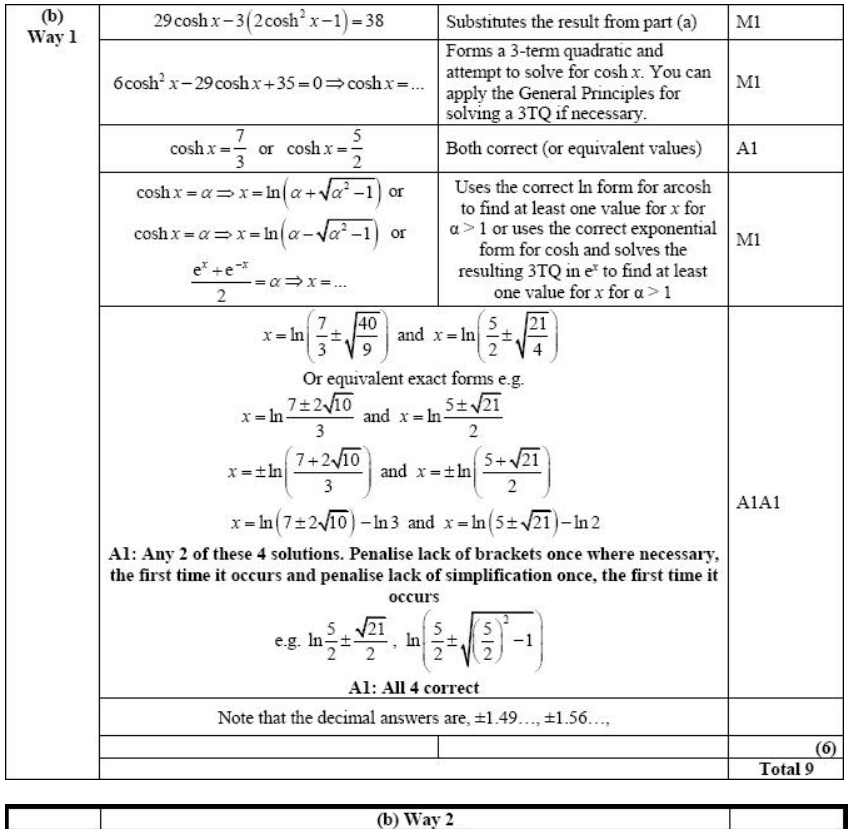 (b)
Way 1
29cosh x − 3(2cosh² x − 1) = 38
Substitutes the result from part (a)
M1
6cosh² x − 29cosh x + 35 = 0 ⇒ cosh x = ...
Forms a 3-term quadratic and
attempt to solve for cosh x. You can
apply the General Principles for
solving a 3TQ if necessary.
M1
cosh x = 7/3 or cosh x = 5/2
Both correct (or equivalent values)
A1
cosh x = α ⇒ x = ln(α + √(α² − 1)) or
cosh x = α ⇒ x = ln(α − √(α² − 1)) or
(eˣ + e⁻ˣ)/2 = α ⇒ x = ...
Uses the correct ln form for arcosh
to find at least one value for x for
α > 1 or uses the correct exponential
form for cosh and solves the
resulting 3TQ in eˣ to find at least
one value for x for α > 1
M1
x = ln(7/3 ± √(40/9)) and x = ln(5/2 ± √(21/4))
Or equivalent exact forms e.g.
x = ln (7 ± 2√10)/3 and x = ln (5 ± √21)/2
x = ± ln((7 + 2√10)/3) and x = ± ln((5 + √21)/2)
x = ln(7 ± 2√10) − ln 3 and x = ln(5 ± √21) − ln 2
A1: Any 2 of these 4 solutions. Penalise lack of brackets once where necessary,
the first time it occurs and penalise lack of simplification once, the first time it
occurs
e.g. ln 5/2 ± √21/2 , ln(5/2 ± √((5/2)² − 1))
A1: All 4 correct
A1A1
Note that the decimal answers are, ±1.49…, ±1.56…,
(6)
Total 9
(b) Way 2